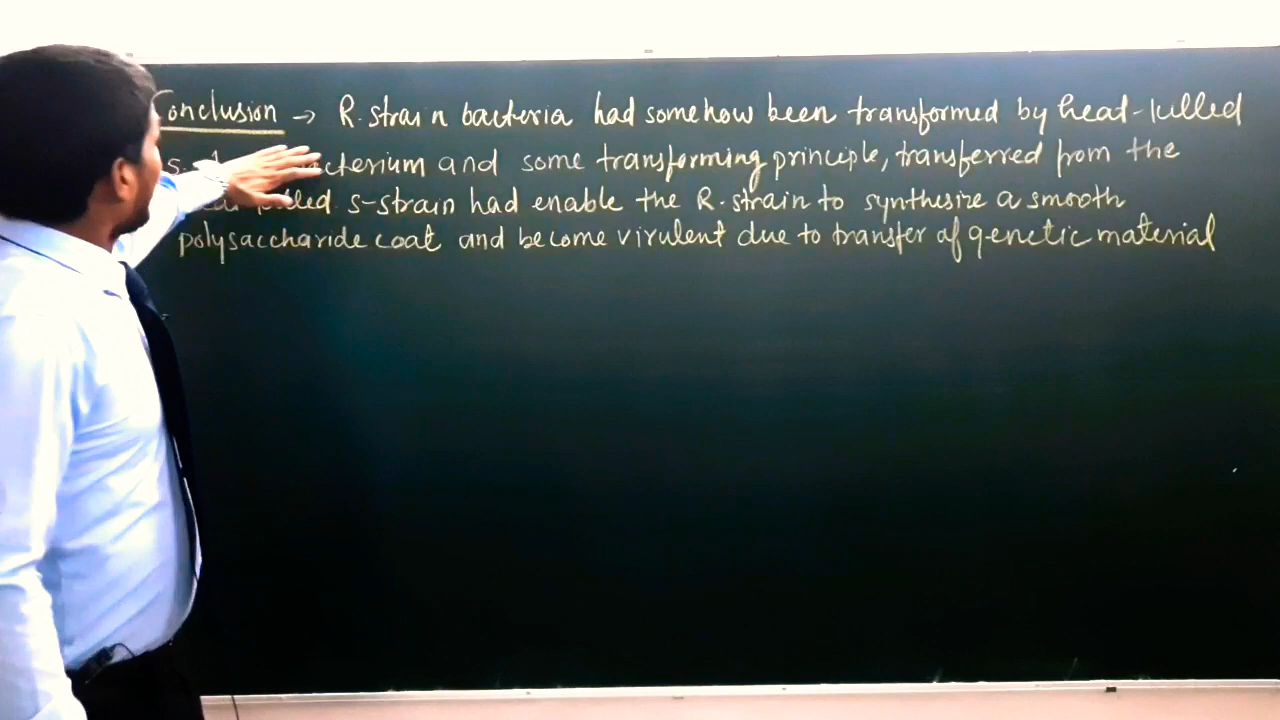 Conclusion → R. strain bacteria had somehow been transformed by heat-killed
bacterium and some transforming principle, transferred from the
killed s-strain had enable the R. strain to synthesize a smooth
polysaccharide coat and become virulent due to transfer of genetic material